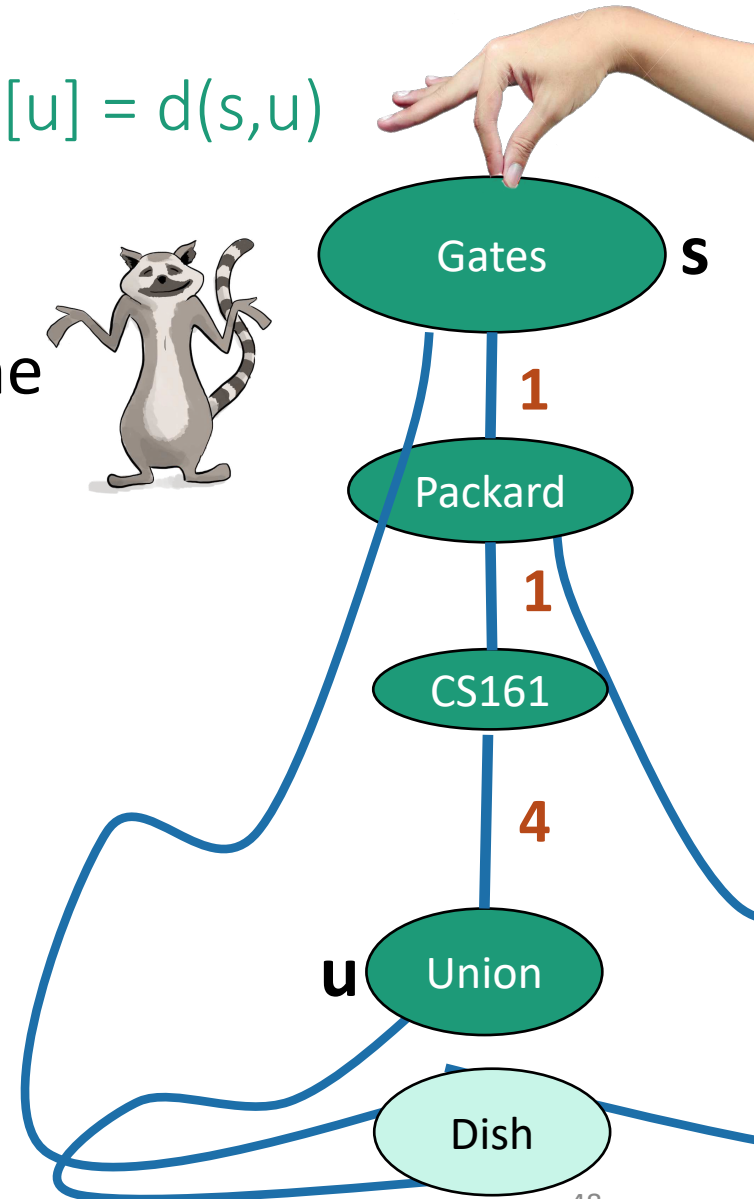 [u] = d(s,u)
Gates
s
1
Packard
1
CS161
4
u
Union
Dish